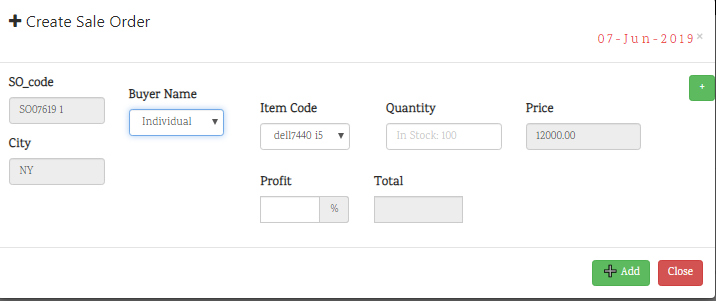 + Create Sale Order
07-Jun-2019×
SO_code
SO07619 1
City
NY
Buyer Name
Individual
Item Code
dell7440 i5
Quantity
In Stock: 100
Price
12000.00
+
Profit
%
Total
+ Add
Close